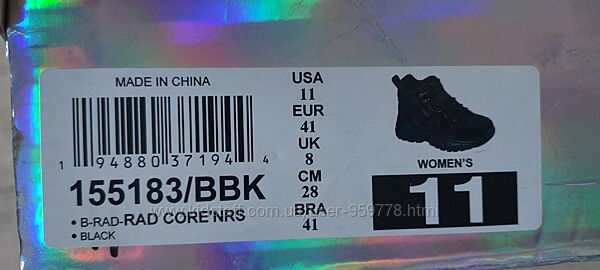 MADE IN CHINA
1 94880 37194 4
155183/BBK
• B-RAD-RAD CORE'NRS
• BLACK
USA
11
EUR
41
UK
8
CM
28
BRA
41
WOMEN'S
11